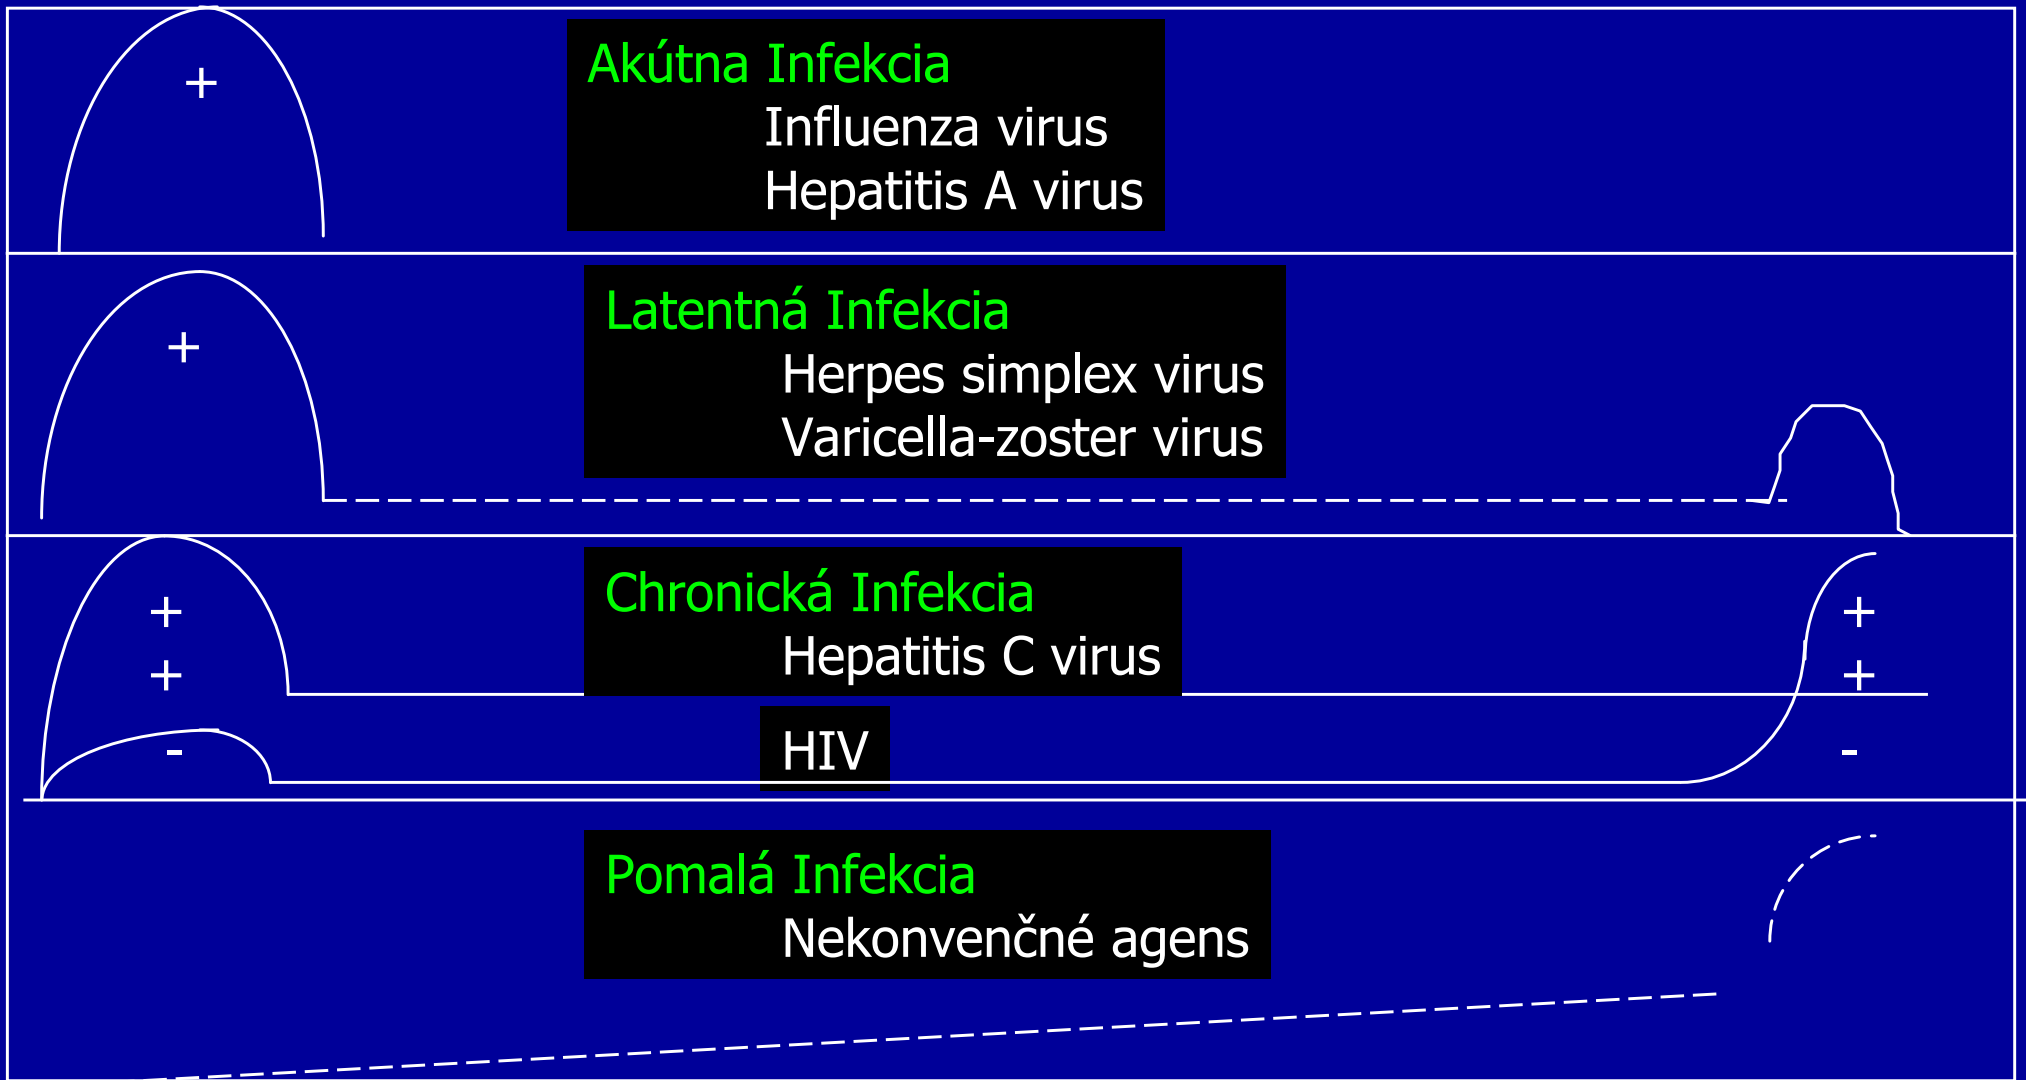 +
Akútna Infekcia
Influenza virus
Hepatitis A virus
+
Latentná Infekcia
Herpes simplex virus
Varicella-zoster virus
+
+
-
Chronická Infekcia
Hepatitis C virus
HIV
+
+
-
Pomalá Infekcia
Nekonvenčné agens